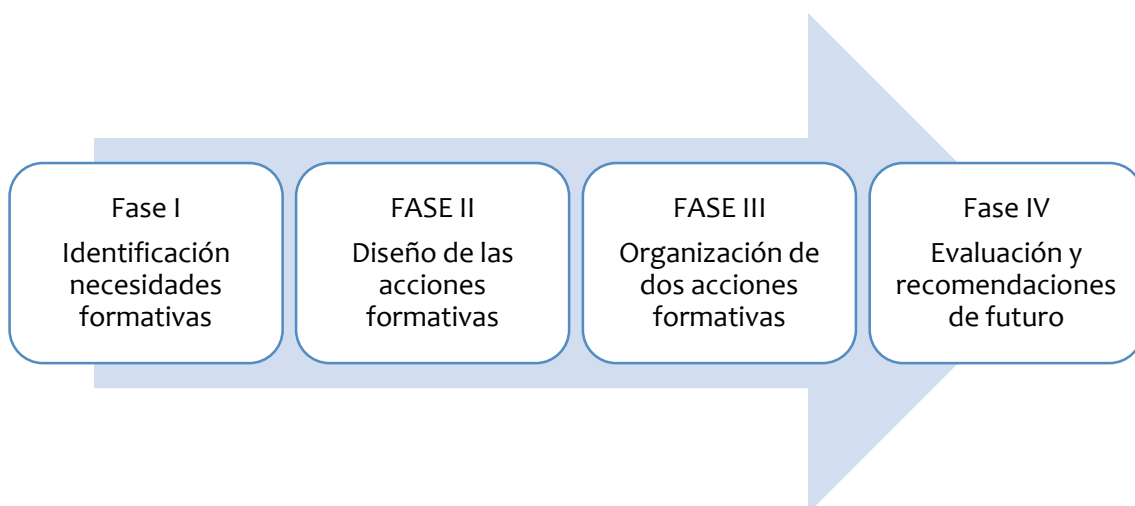 Fase I
Identificación
necesidades
formativas
FASE II
Diseño de las
acciones
formativas
FASE III
Organización de
dos acciones
formativas
Fase IV
Evaluación y
recomendaciones
de futuro